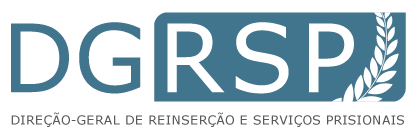 DGRSP
DIREÇÃO-GERAL DE REINSERÇÃO E SERVIÇOS PRISIONAIS